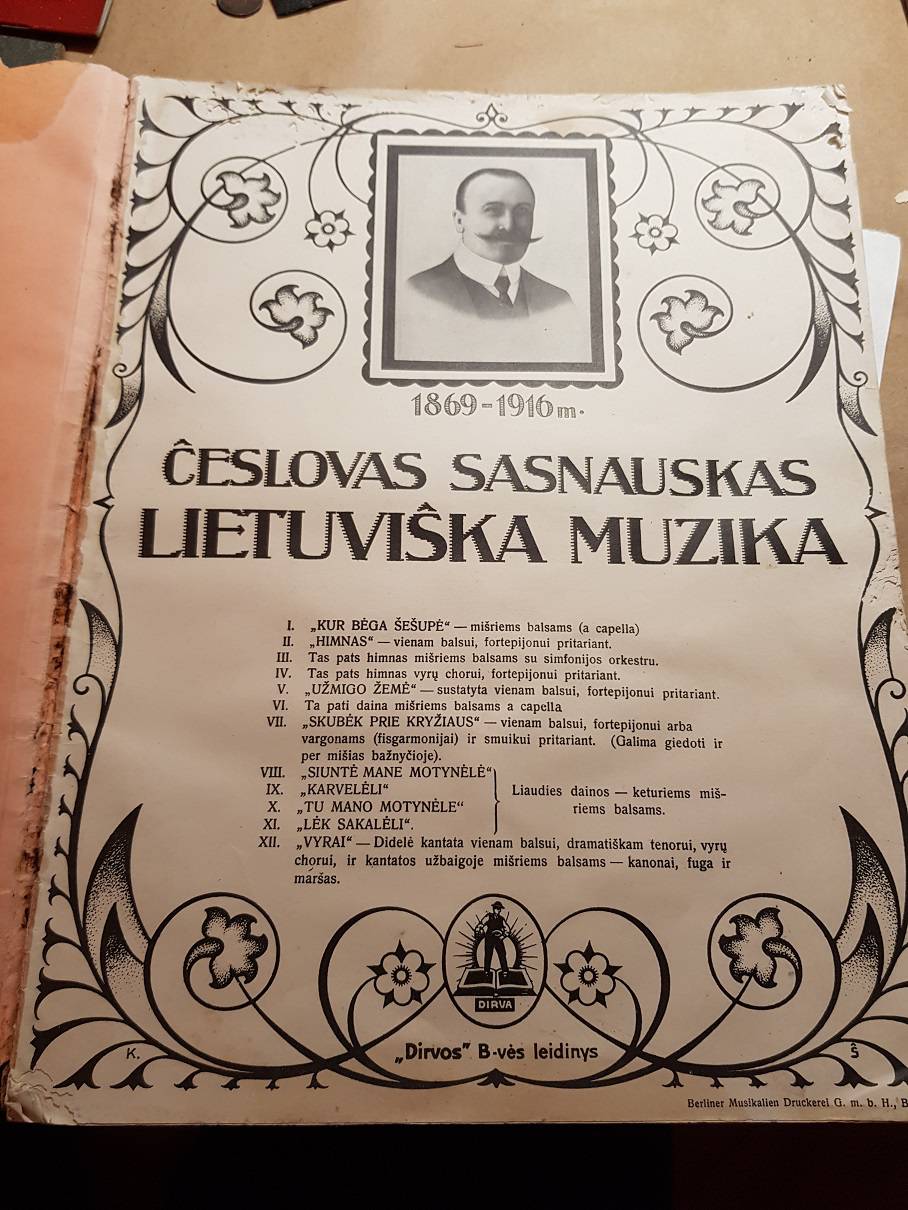 1869-1916 m.
ĈESLOVAS SASNAUSKAS
LIETUVIŜKA MUZIKA
I. „KUR BĖGA ŠEŠUPĖ“ — mišriems balsams (a capella)
II. „HIMNAS“ — vienam balsui, fortepijonui pritariant.
III. Tas pats himnas mišriems balsams su simfonijos orkestru.
IV. Tas pats himnas vyrų chorui, fortepijonui pritariant.
V. „UŽMIGO ŽEMĖ“ — sustatyta vienam balsui, fortepijonui pritariant.
VI. Ta pati daina mišriems balsams a capella
VII. „SKUBĖK PRIE KRYŽIAUS“ — vienam balsui, fortepijonui arba
vargonams (fisgarmonijai) ir smuikui pritariant. (Galima giedoti ir
per mišias bažnyčioje).
VIII. „SIUNTĖ MANE MOTYNĖLĖ“
IX. „KARVELĖLI“
X. „TU MANO MOTYNĖLE“
XI. „LĖK SAKALĖLI“.
Liaudies dainos — keturiems miš-
riems balsams.
XII. „VYRAI“ — Didelė kantata vienam balsui, dramatiškam tenorui, vyrų
chorui, ir kantatos užbaigoje mišriems balsams — kanonai, fuga ir
maršas.
DIRVA
„Dirvos” B-vės leidinys
K. Ŝ
Berliner Musikalien Druckerei G. m. b. H., B